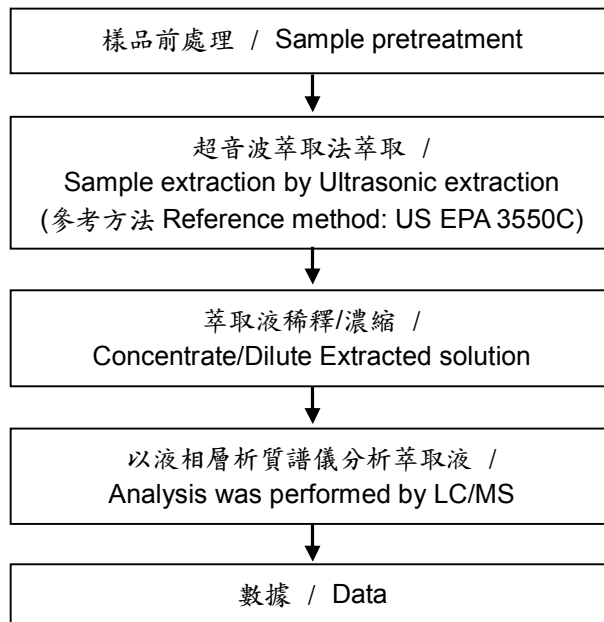 樣品前處理 / Sample pretreatment
超音波萃取法萃取 /
Sample extraction by Ultrasonic extraction
(參考方法 Reference method: US EPA 3550C)
萃取液稀釋/濃縮 /
Concentrate/Dilute Extracted solution
以液相層析質譜儀分析萃取液 /
Analysis was performed by LC/MS
數據 / Data